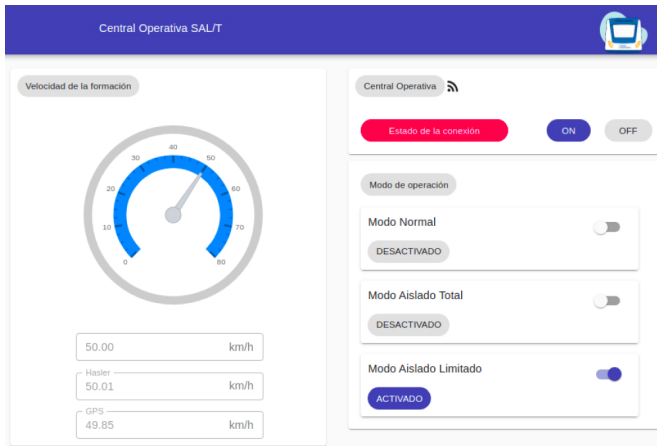 Central Operativa SAL/T
Velocidad de la formación
0
10
20
30
40
50
60
70
80
50.00 km/h
Hasler
50.01 km/h
GPS
49.85 km/h
Central Operativa
Estado de la conexión ON OFF
Modo de operación
Modo Normal
DESACTIVADO
Modo Aislado Total
DESACTIVADO
Modo Aislado Limitado
ACTIVADO